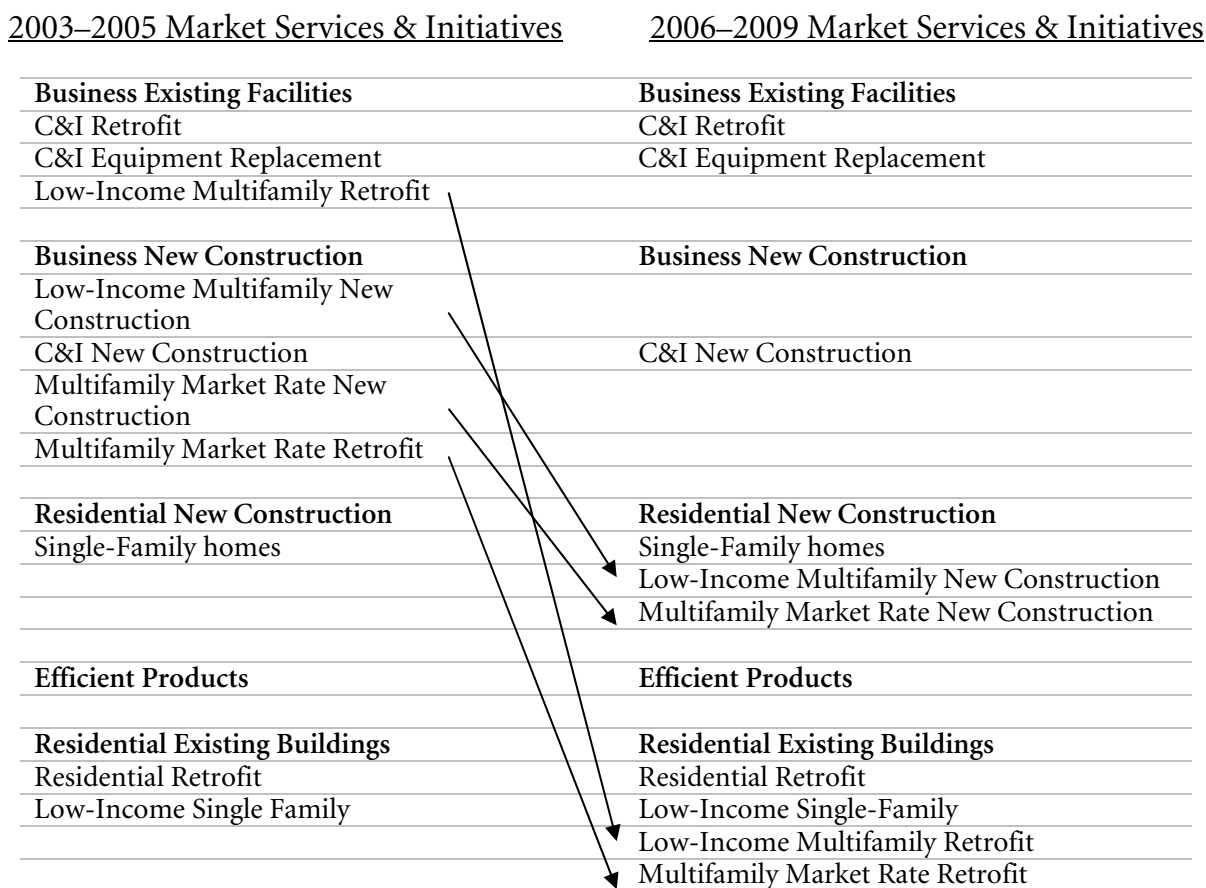 2003–2005 Market Services & Initiatives 2006–2009 Market Services & Initiatives
Business Existing Facilities Business Existing Facilities
C&I Retrofit C&I Retrofit
C&I Equipment Replacement C&I Equipment Replacement
Low-Income Multifamily Retrofit
Business New Construction Business New Construction
Low-Income Multifamily New
Construction
C&I New Construction C&I New Construction
Multifamily Market Rate New
Construction
Multifamily Market Rate Retrofit
Residential New Construction Residential New Construction
Single-Family homes Single-Family homes
Low-Income Multifamily New Construction
Multifamily Market Rate New Construction
Efficient Products Efficient Products
Residential Existing Buildings Residential Existing Buildings
Residential Retrofit Residential Retrofit
Low-Income Single Family Low-Income Single-Family
Low-Income Multifamily Retrofit
Multifamily Market Rate Retrofit